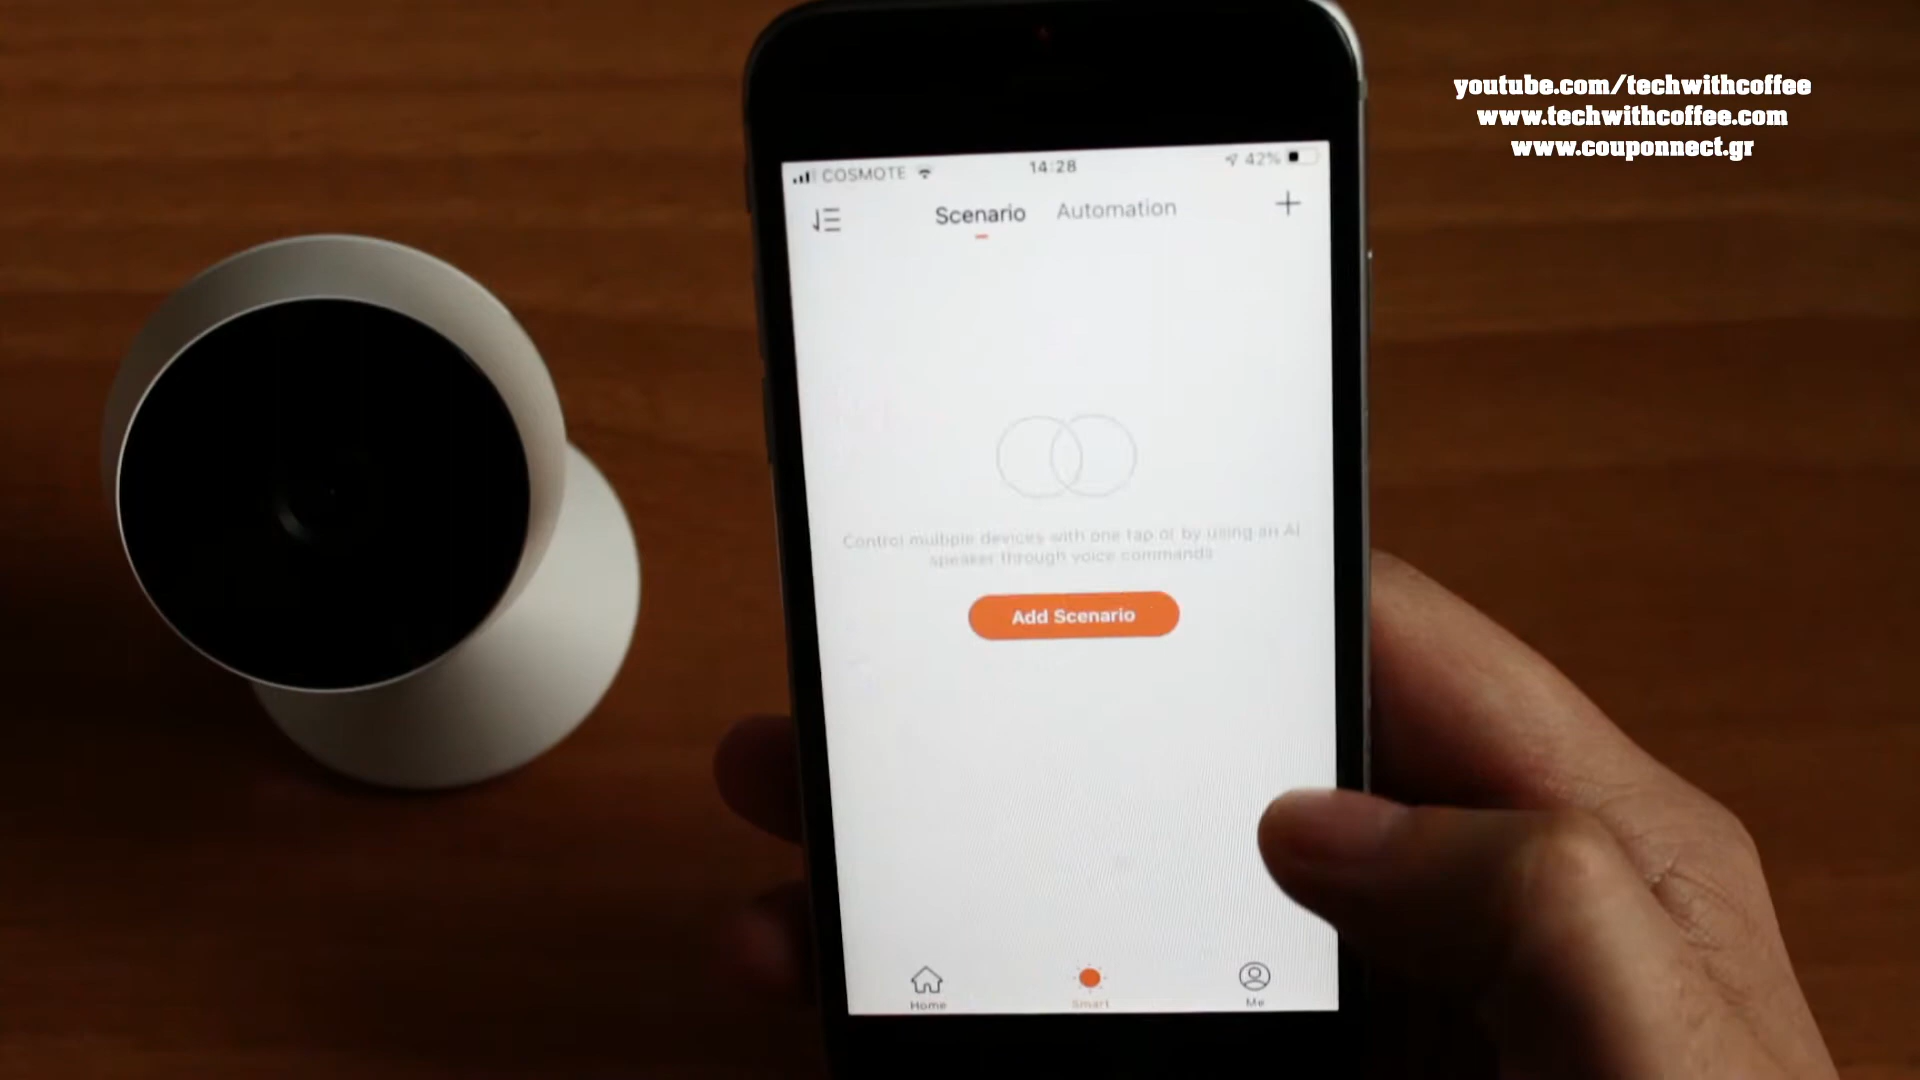 youtube.com/techwithcoffee
www.techwithcoffee.com
www.couponnect.gr
COSMOTE 14:28 42%
Scenario Automation
Control multiple devices with one tap or by using an AI
speaker through voice commands
Add Scenario
Home Smart Me